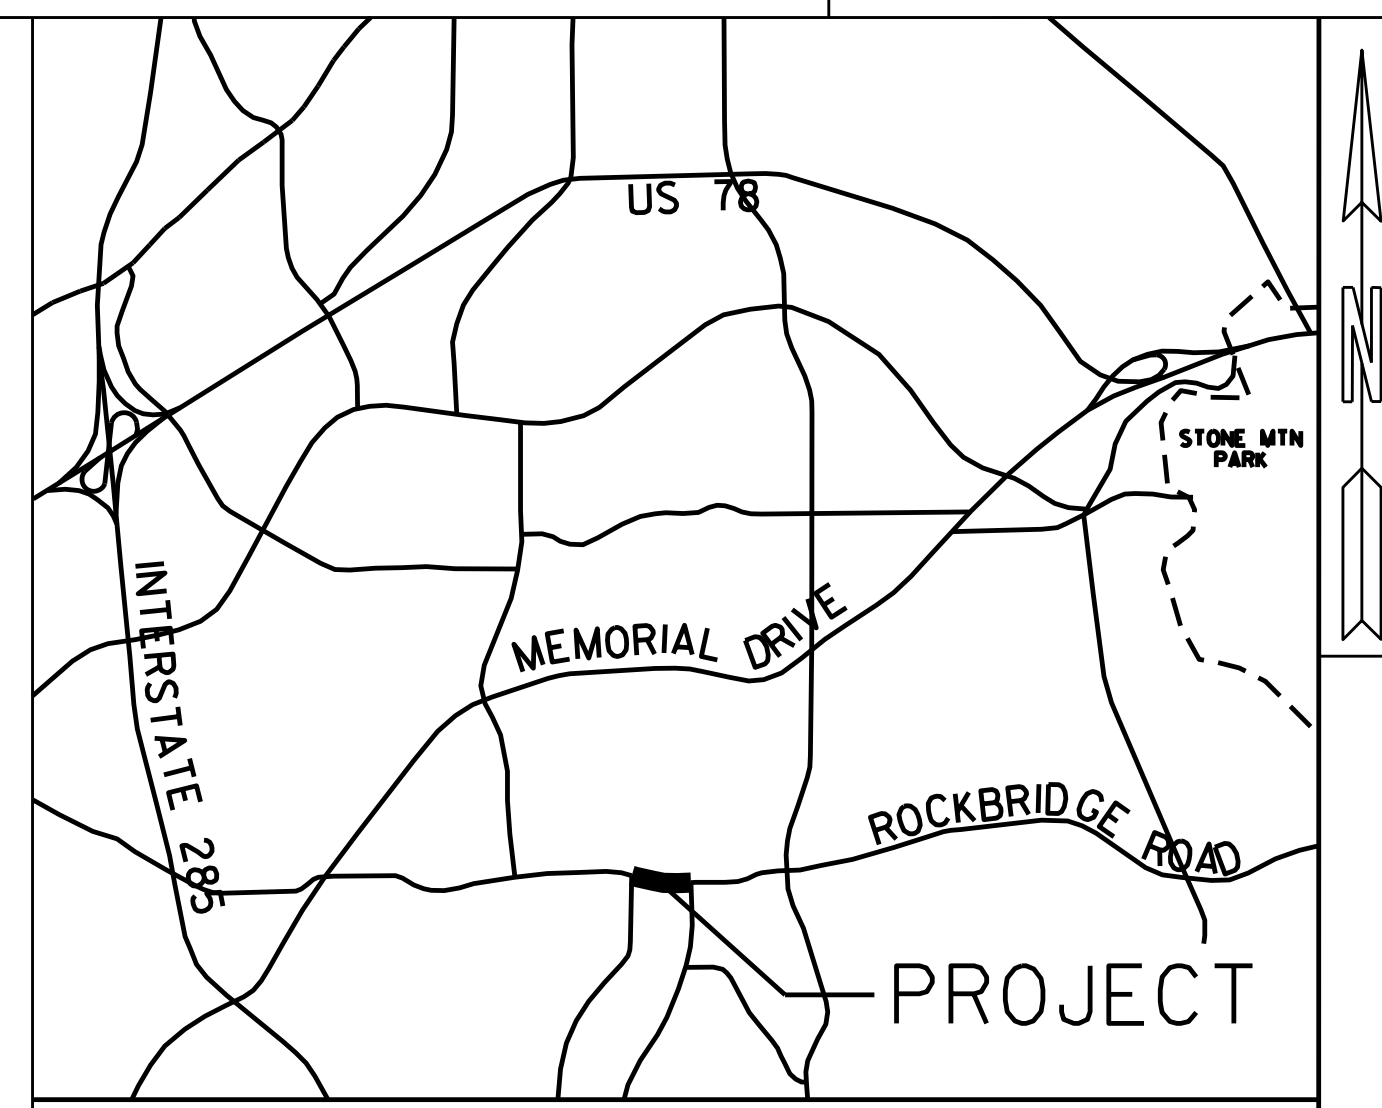 US 78
N
STONE MTN
PARK
INTERSTATE 285
MEMORIAL DRIVE
ROCKBRIDGE ROAD
PROJECT